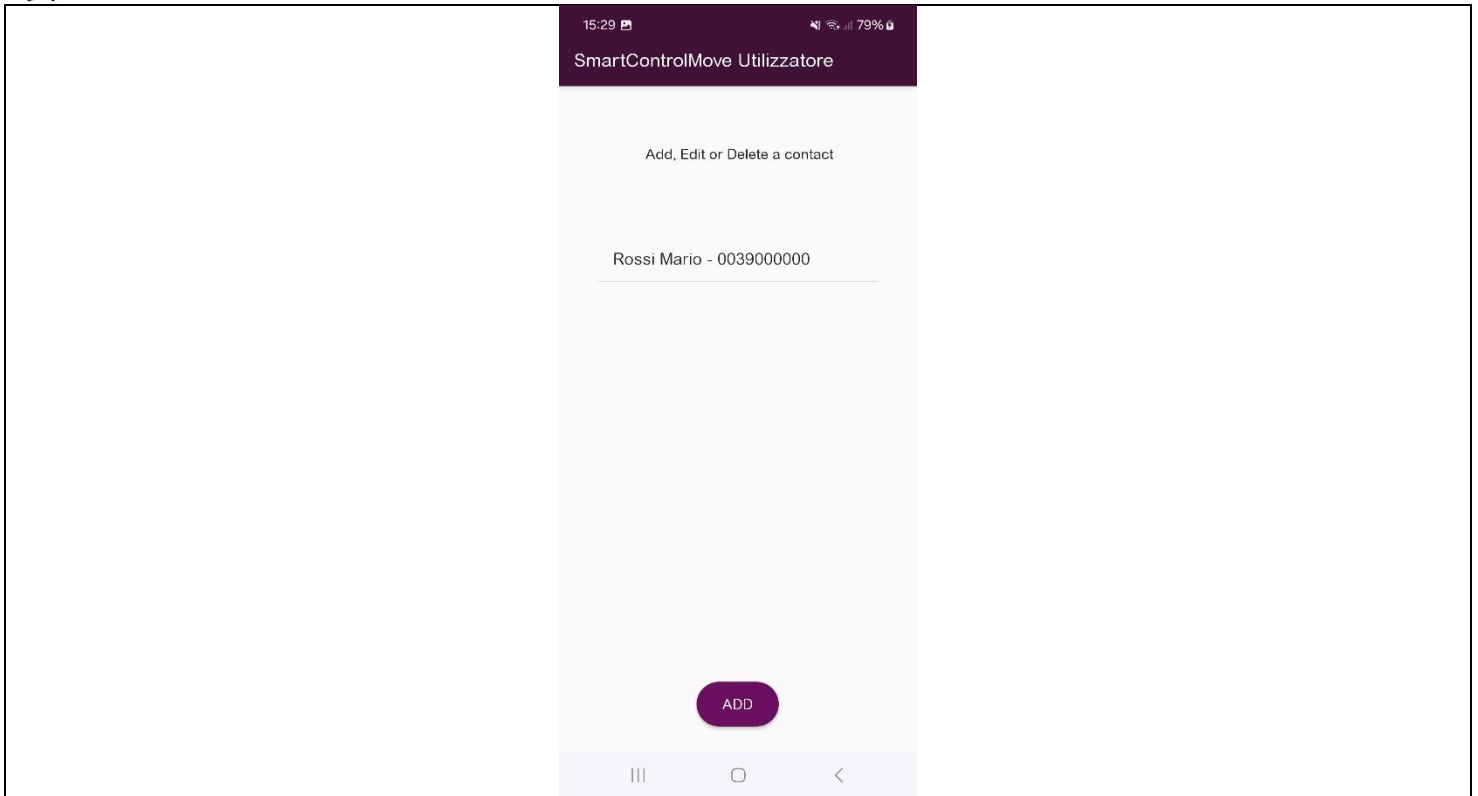 15:29 79%
SmartControlMove Utilizzatore
Add, Edit or Delete a contact
Rossi Mario - 0039000000
ADD